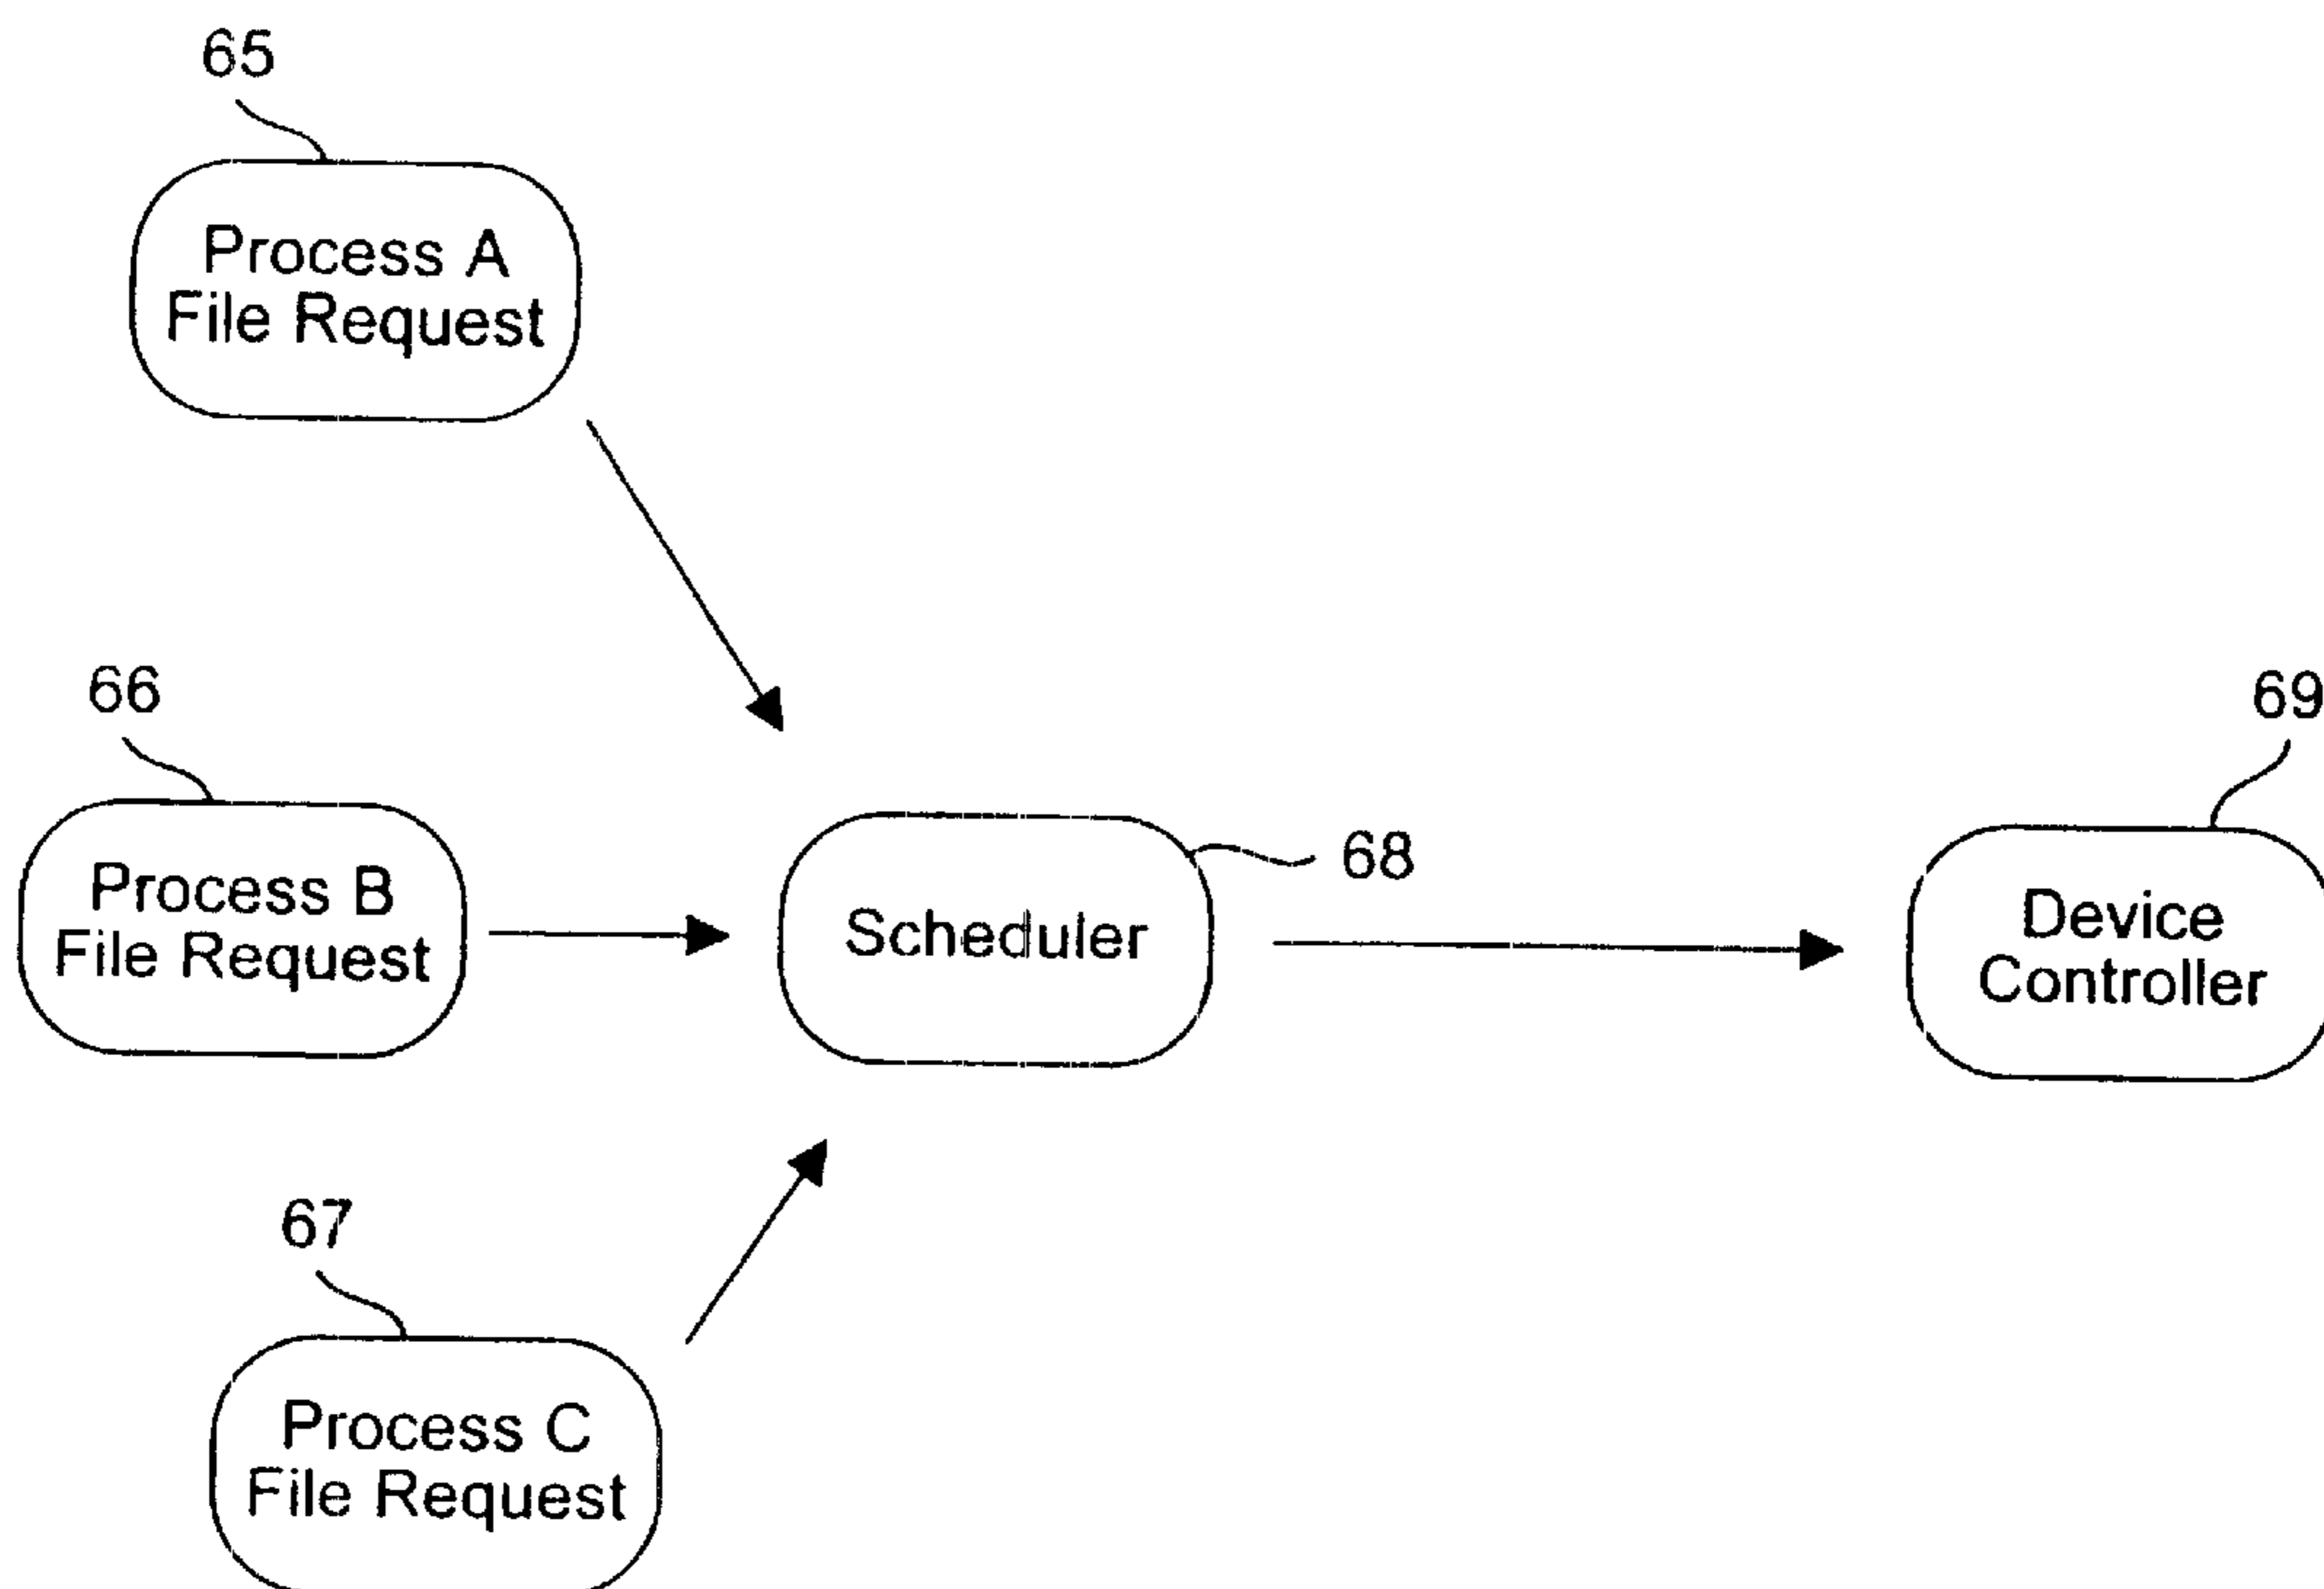 65
Process A
File Request
66
Process B
File Request
67
Process C
File Request
68
Scheduler
69
Device
Controller